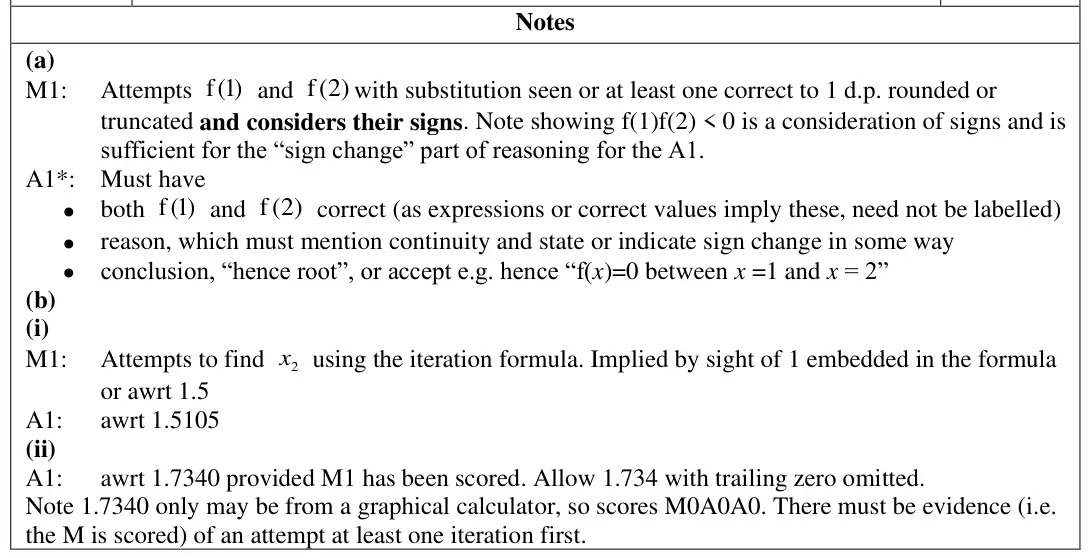 Notes
(a)
M1: Attempts f(1) and f(2) with substitution seen or at least one correct to 1 d.p. rounded or
truncated and considers their signs. Note showing f(1)f(2) < 0 is a consideration of signs and is
sufficient for the “sign change” part of reasoning for the A1.
A1*: Must have
• both f(1) and f(2) correct (as expressions or correct values imply these, need not be labelled)
• reason, which must mention continuity and state or indicate sign change in some way
• conclusion, “hence root”, or accept e.g. hence “f(x)=0 between x =1 and x = 2”
(b)
(i)
M1: Attempts to find x₂ using the iteration formula. Implied by sight of 1 embedded in the formula
or awrt 1.5
A1: awrt 1.5105
(ii)
A1: awrt 1.7340 provided M1 has been scored. Allow 1.734 with trailing zero omitted.
Note 1.7340 only may be from a graphical calculator, so scores M0A0A0. There must be evidence (i.e.
the M is scored) of an attempt at least one iteration first.